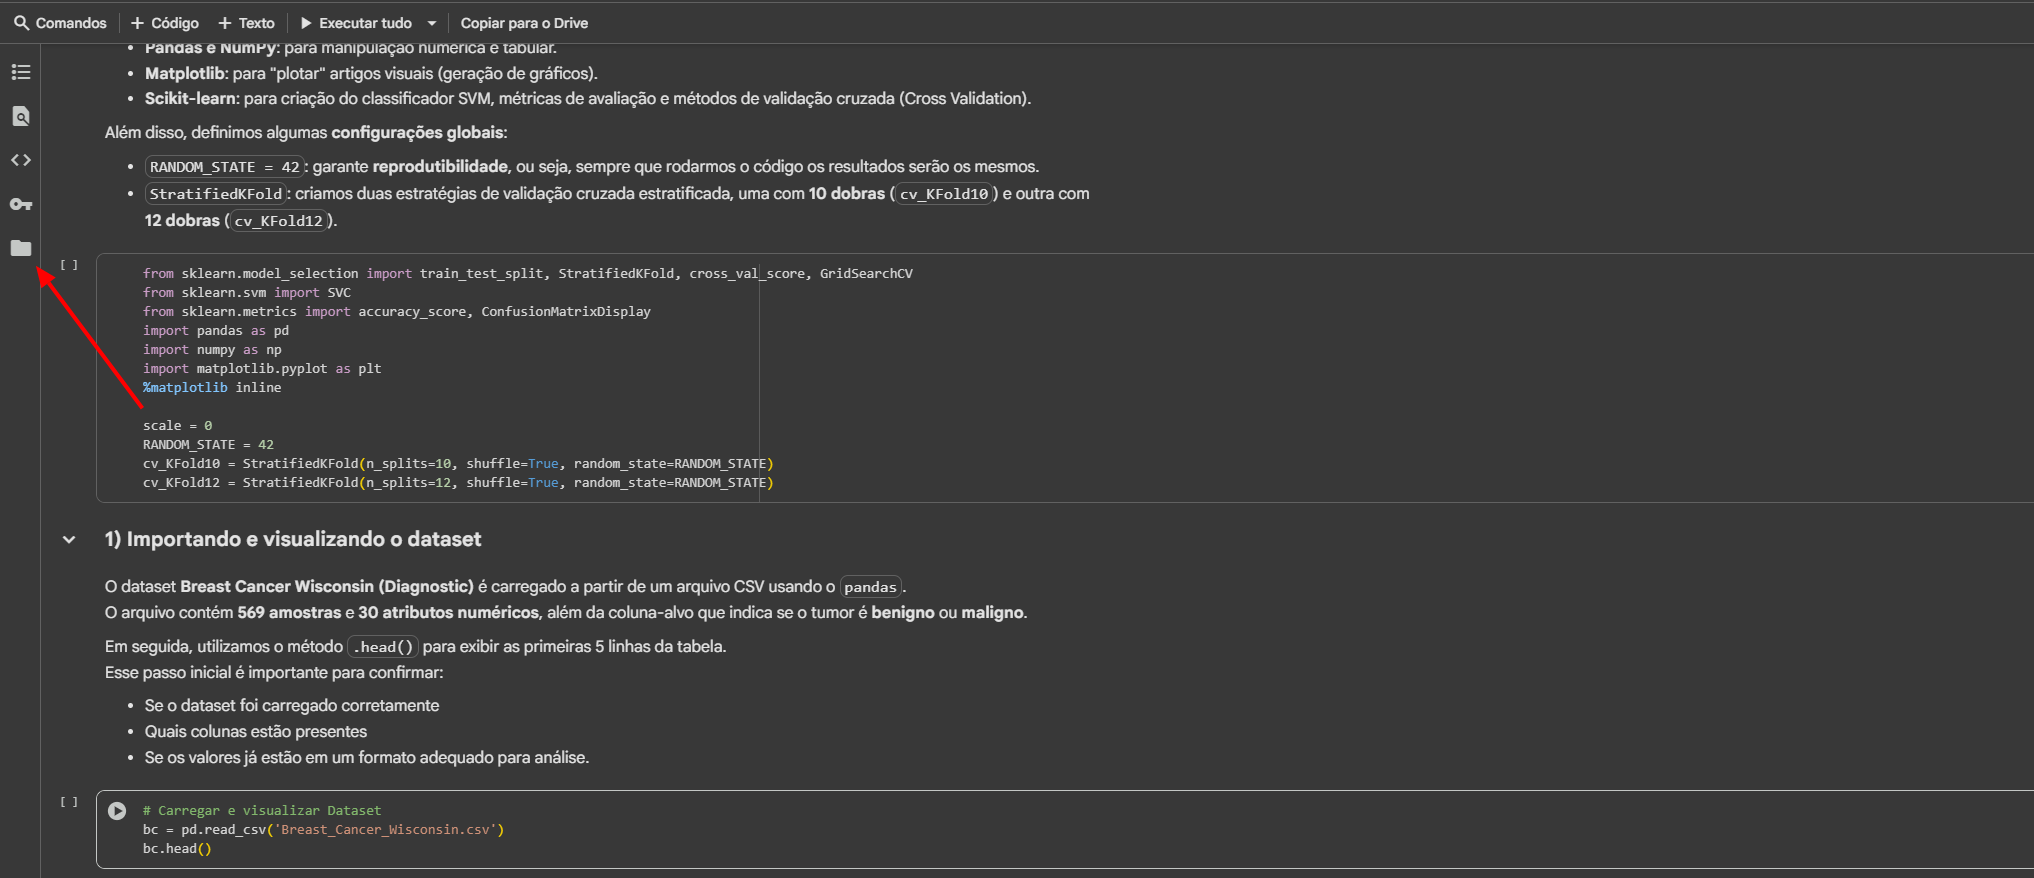 Comandos + Código + Texto Executar tudo Copiar para o Drive
• Pandas e NumPy: para manipulação numérica e tabular.
• Matplotlib: para "plotar" artigos visuais (geração de gráficos).
• Scikit-learn: para criação do classificador SVM, métricas de avaliação e métodos de validação cruzada (Cross Validation).
Além disso, definimos algumas configurações globais:
• RANDOM_STATE = 42: garante reprodutibilidade, ou seja, sempre que rodarmos o código os resultados serão os mesmos.
• StratifiedKFold: criamos duas estratégias de validação cruzada estratificada, uma com 10 dobras (cv_KFold10) e outra com
12 dobras (cv_KFold12).
[ ]
from sklearn.model_selection import train_test_split, StratifiedKFold, cross_val_score, GridSearchCV
from sklearn.svm import SVC
from sklearn.metrics import accuracy_score, ConfusionMatrixDisplay
import pandas as pd
import numpy as np
import matplotlib.pyplot as plt
%matplotlib inline
scale = 0
RANDOM_STATE = 42
cv_KFold10 = StratifiedKFold(n_splits=10, shuffle=True, random_state=RANDOM_STATE)
cv_KFold12 = StratifiedKFold(n_splits=12, shuffle=True, random_state=RANDOM_STATE)
1) Importando e visualizando o dataset
O dataset Breast Cancer Wisconsin (Diagnostic) é carregado a partir de um arquivo CSV usando o pandas.
O arquivo contém 569 amostras e 30 atributos numéricos, além da coluna-alvo que indica se o tumor é benigno ou maligno.
Em seguida, utilizamos o método .head() para exibir as primeiras 5 linhas da tabela.
Esse passo inicial é importante para confirmar:
• Se o dataset foi carregado corretamente
• Quais colunas estão presentes
• Se os valores já estão em um formato adequado para análise.
[ ]
# Carregar e visualizar Dataset
bc = pd.read_csv('Breast_Cancer_Wisconsin.csv')
bc.head()